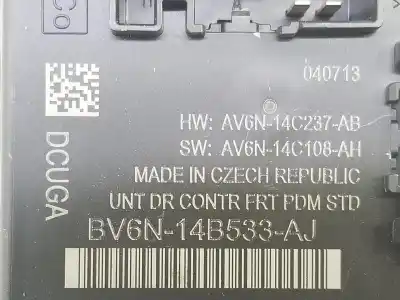 Co
040713
HW: AV6N-14C237-AB
SW: AV6N-14C108-AH
MADE IN CZECH REPUBLIC
UNT DR CONTR FRT PDM STD
BV6N-14B533-AJ
DCUGA